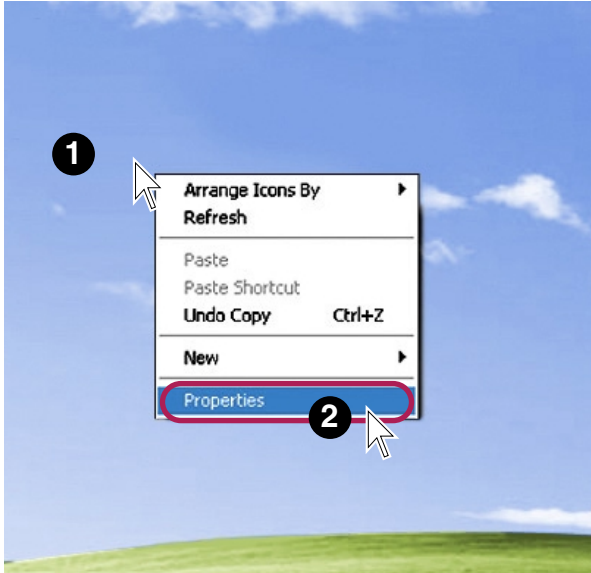 1
Arrange Icons By
Refresh
Paste
Paste Shortcut
Undo Copy Ctrl+Z
New
Properties
2